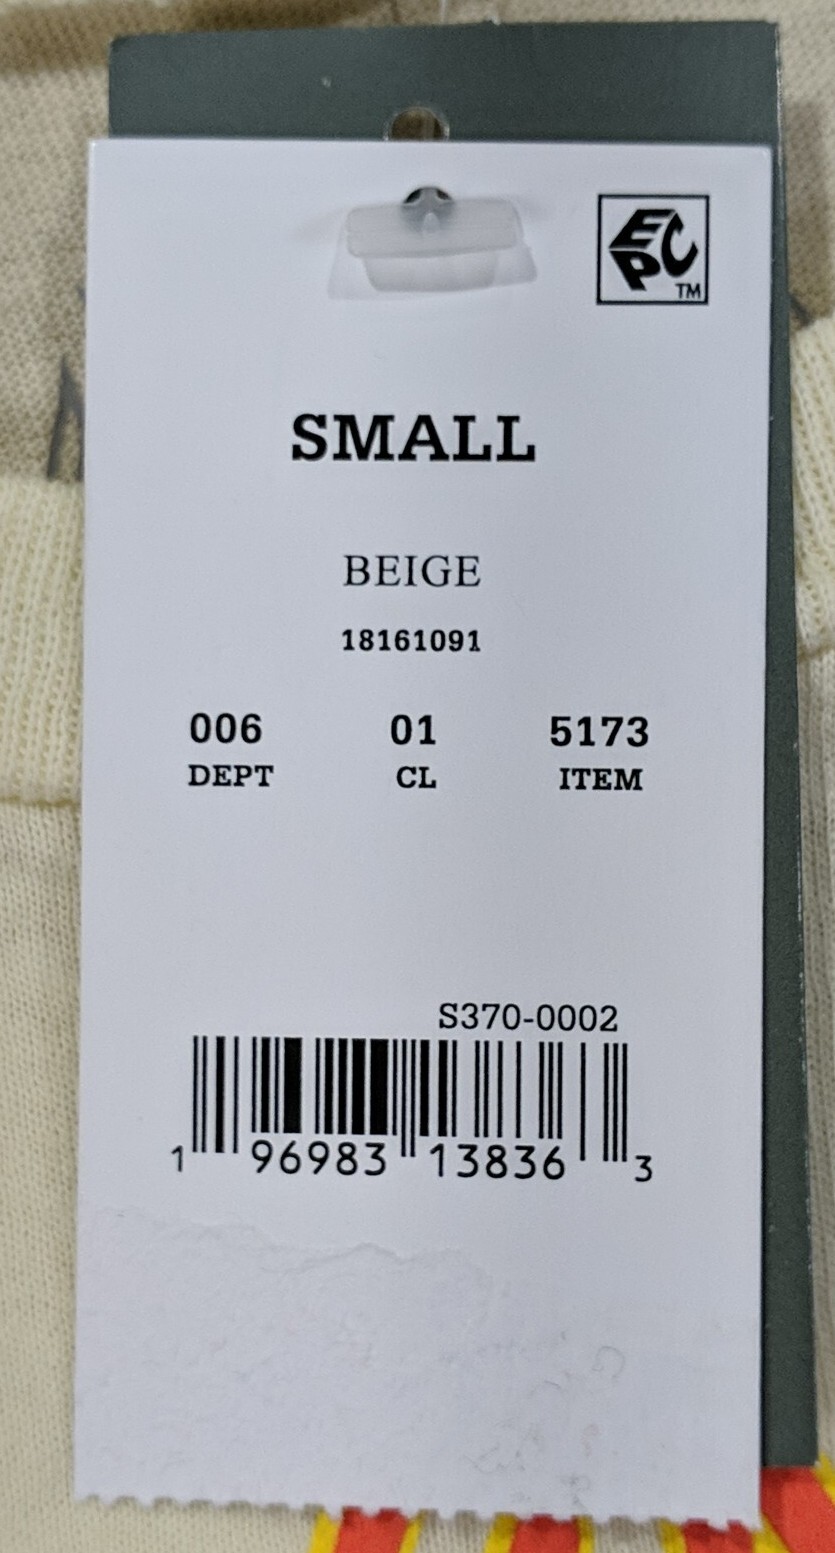 EPC
TM
SMALL
BEIGE
18161091
006 01 5173
DEPT CL ITEM
S370-0002
1 96983 13836 3